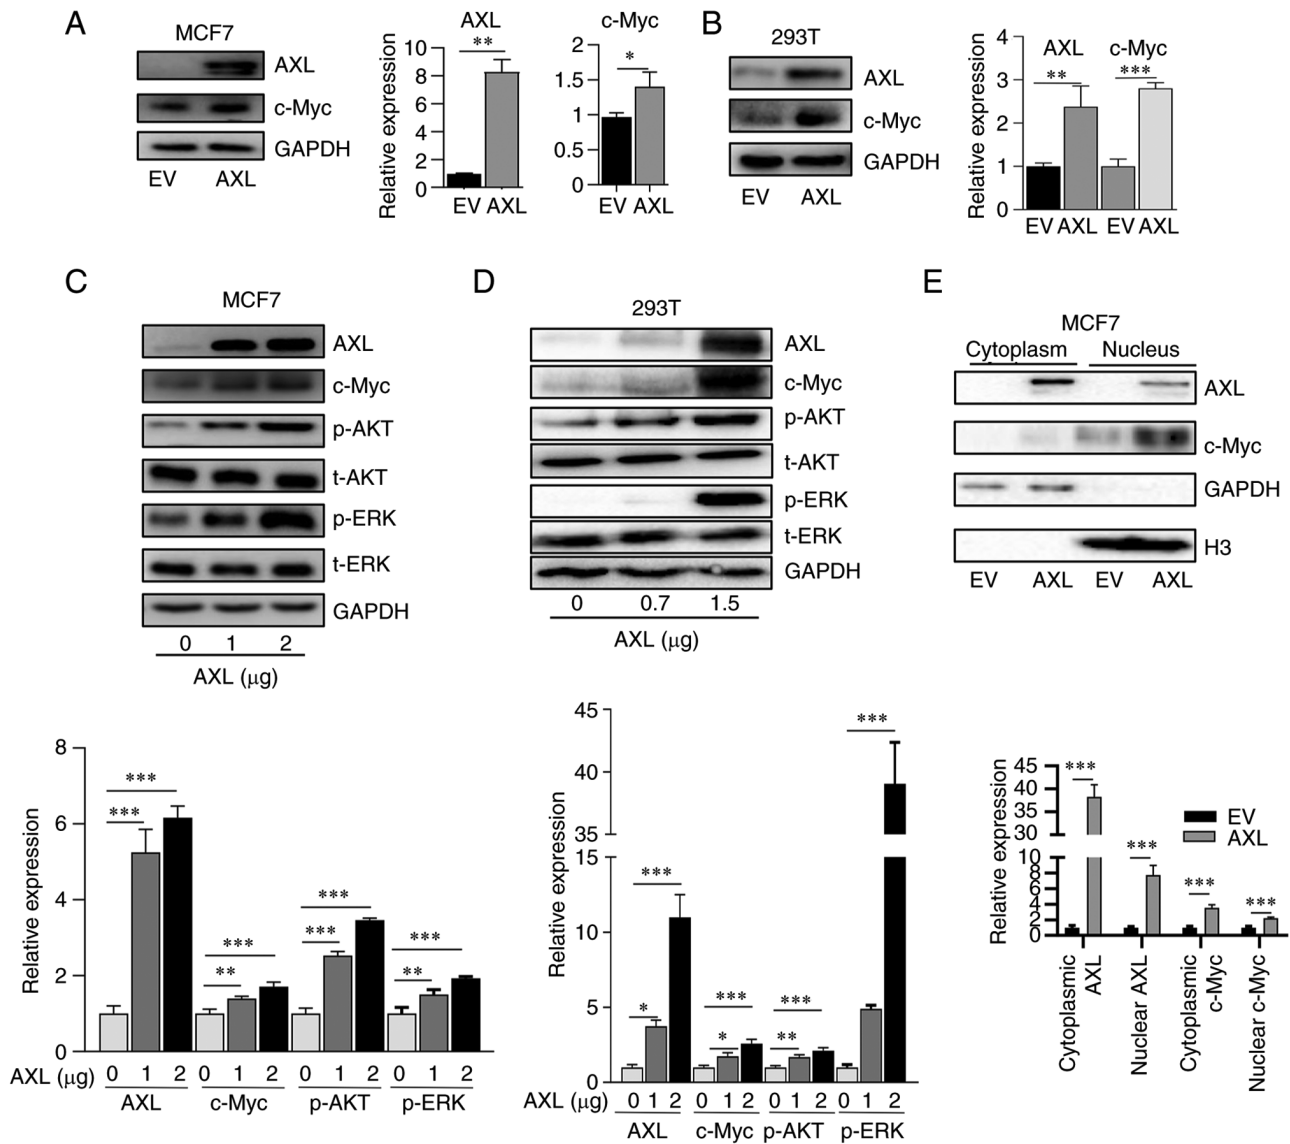 A
MCF7
AXL
c-Myc
GAPDH
EV AXL
AXL
**
Relative expression
10
8
6
4
2
0
EV AXL
c-Myc
*
2
1.5
1
0.5
0
EV AXL
B
293T
AXL
c-Myc
GAPDH
EV AXL
Relative expression
4
3
2
1
0
AXL c-Myc
** ***
EV AXL EV AXL
C
MCF7
AXL
c-Myc
p-AKT
t-AKT
p-ERK
t-ERK
GAPDH
0 1 2
AXL (μg)
Relative expression
8
6
4
2
0
***
***
***
**
***
***
***
**
AXL (μg) 0 1 2 0 1 2 0 1 2 0 1 2
AXL c-Myc p-AKT p-ERK
D
293T
AXL
c-Myc
p-AKT
t-AKT
p-ERK
t-ERK
GAPDH
0 0.7 1.5
AXL (μg)
Relative expression
45
40
35
15
10
5
0
***
*
***
*
***
**
***
AXL (μg) 0 1 2 0 1 2 0 1 2 0 1 2
AXL c-Myc p-AKT p-ERK
E
MCF7
Cytoplasm Nucleus
AXL
c-Myc
GAPDH
H3
EV AXL EV AXL
Relative expression
45
40
35
30
10
8
6
4
2
0
***
***
***
***
EV
AXL
Cytoplasmic
AXL
Nuclear AXL
Cytoplasmic
c-Myc
Nuclear c-Myc